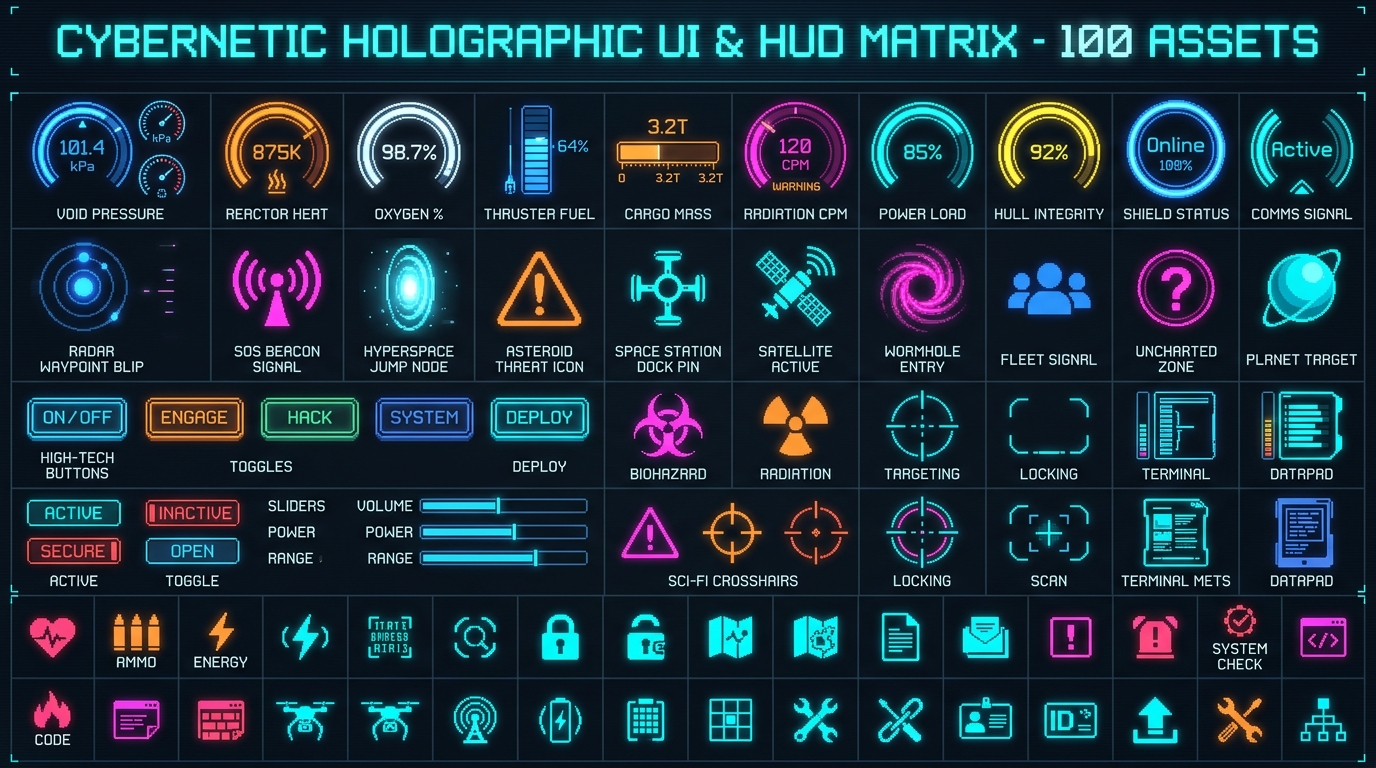 CYBERNETIC HOLOGRAPHIC UI & HUD MATRIX - 100 ASSETS
101.4
kPa
kPa
VOID PRESSURE
875K
REACTOR HEAT
98.7%
OXYGEN %
64%
THRUSTER FUEL
3.2T
0 3.2T 3.2T
CARGO MASS
120
CPM
WARNING
RADIATION CPM
85%
POWER LOAD
92%
HULL INTEGRITY
Online
100%
SHIELD STATUS
Active
COMMS SIGNAL
RADAR
WAYPOINT BLIP
SOS BEACON
SIGNAL
HYPERSPACE
JUMP NODE
ASTEROID
THREAT ICON
SPACE STATION
DOCK PIN
SATELLITE
ACTIVE
WORMHOLE
ENTRY
FLEET SIGNAL
?
UNCHARTED
ZONE
PLANET TARGET
ON/OFF
ENGAGE
HACK
SYSTEM
DEPLOY
HIGH-TECH
BUTTONS
TOGGLES
DEPLOY
BIOHAZARD
RADIATION
TARGETING
LOCKING
TERMINAL
DATAPAD
ACTIVE
INACTIVE
SECURE
OPEN
ACTIVE
TOGGLE
SLIDERS
POWER
RANGE
VOLUME
POWER
RANGE
SCI-FI CROSSHAIRS
LOCKING
SCAN
TERMINAL METS
DATAPAD
RMMO
ENERGY
SYSTEM
CHECK
</>
CODE
ID